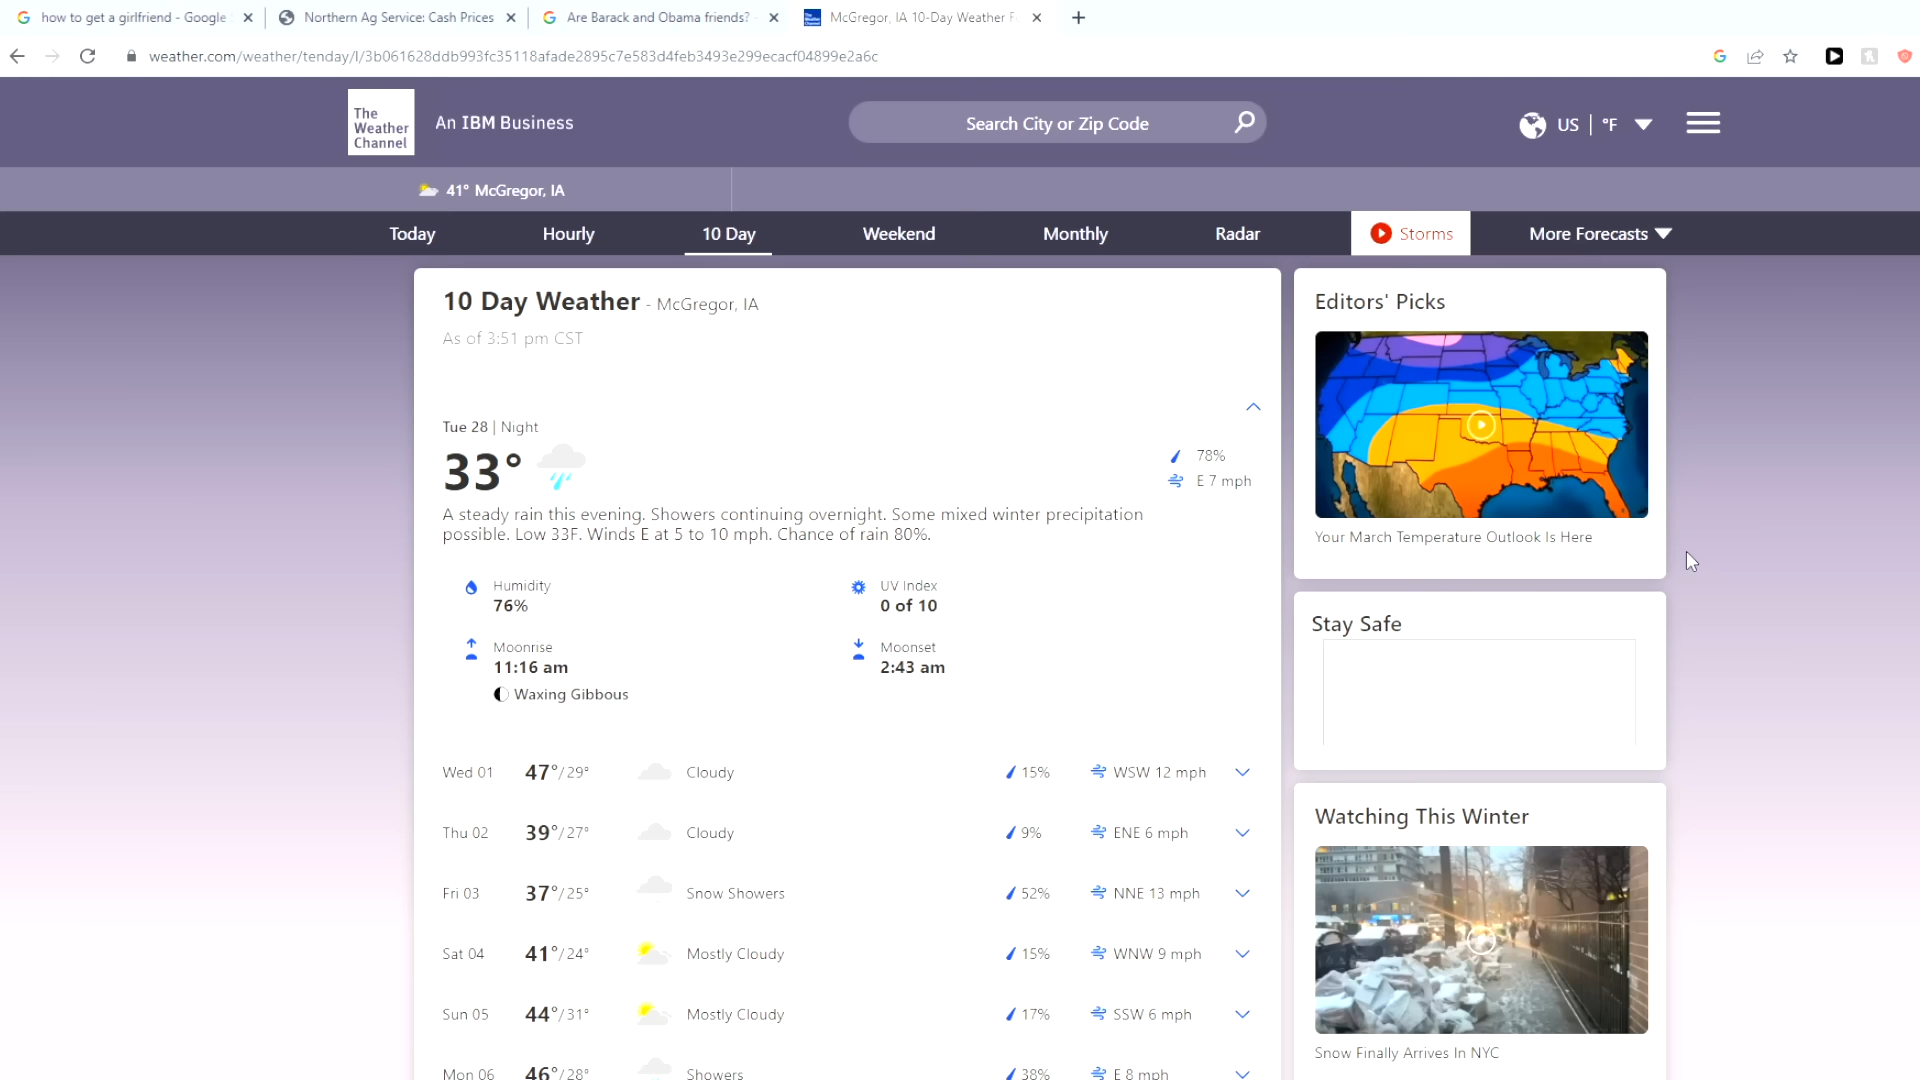 how to get a girlfriend - Google
Northern Ag Service: Cash Prices
Are Barack and Obama friends? -
McGregor, IA 10-Day Weather F
weather.com/weather/tenday/l/3b061628ddb993fc35118afade2895c7e583d4feb3493e299ecacf04899e2a6c
The
Weather
Channel
An IBM Business
Search City or Zip Code
US | °F
41° McGregor, IA
Today
Hourly
10 Day
Weekend
Monthly
Radar
Storms
More Forecasts
10 Day Weather - McGregor, IA
As of 3:51 pm CST
Tue 28 | Night
33°
78%
E 7 mph
A steady rain this evening. Showers continuing overnight. Some mixed winter precipitation
possible. Low 33F. Winds E at 5 to 10 mph. Chance of rain 80%.
Humidity
76%
UV Index
0 of 10
Moonrise
11:16 am
Waxing Gibbous
Moonset
2:43 am
Wed 01 47°/29° Cloudy 15% WSW 12 mph
Thu 02 39°/27° Cloudy 9% ENE 6 mph
Fri 03 37°/25° Snow Showers 52% NNE 13 mph
Sat 04 41°/24° Mostly Cloudy 15% WNW 9 mph
Sun 05 44°/31° Mostly Cloudy 17% SSW 6 mph
Mon 06 46°/28° Showers 38% E 8 mph
Editors' Picks
Your March Temperature Outlook Is Here
Stay Safe
Watching This Winter
Snow Finally Arrives In NYC